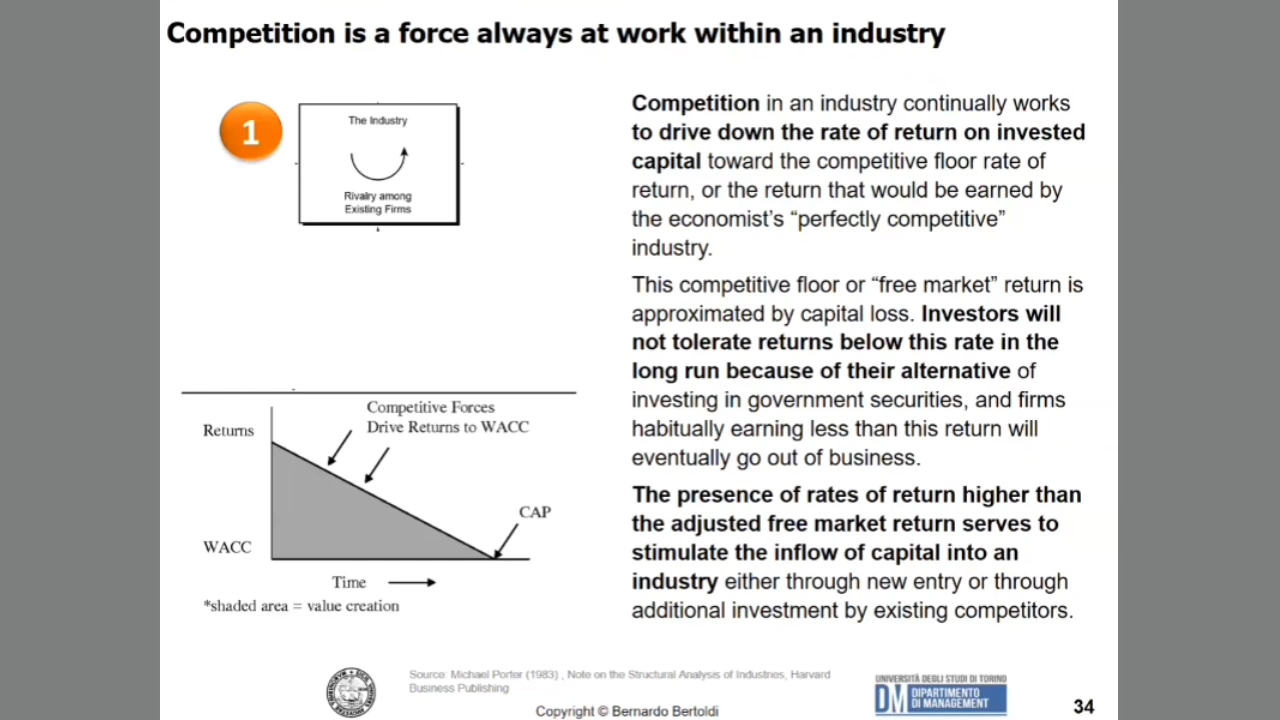 Competition is a force always at work within an industry
1
The Industry
Rivalry among
Existing Firms
Competition in an industry continually works
to drive down the rate of return on invested
capital toward the competitive floor rate of
return, or the return that would be earned by
the economist’s “perfectly competitive”
industry.
This competitive floor or “free market” return is
approximated by capital loss. Investors will
not tolerate returns below this rate in the
long run because of their alternative of
investing in government securities, and firms
habitually earning less than this return will
eventually go out of business.
The presence of rates of return higher than
the adjusted free market return serves to
stimulate the inflow of capital into an
industry either through new entry or through
additional investment by existing competitors.
Competitive Forces
Drive Returns to WACC
Returns
CAP
WACC
Time
*shaded area = value creation
Source: Michael Porter (1983) , Note on the Structural Analysis of Industries, Harvard
Business Publishing
Copyright © Bernardo Bertoldi
UNIVERSITÀ DEGLI STUDI DI TORINO
DM DIPARTIMENTO
DI MANAGEMENT
34